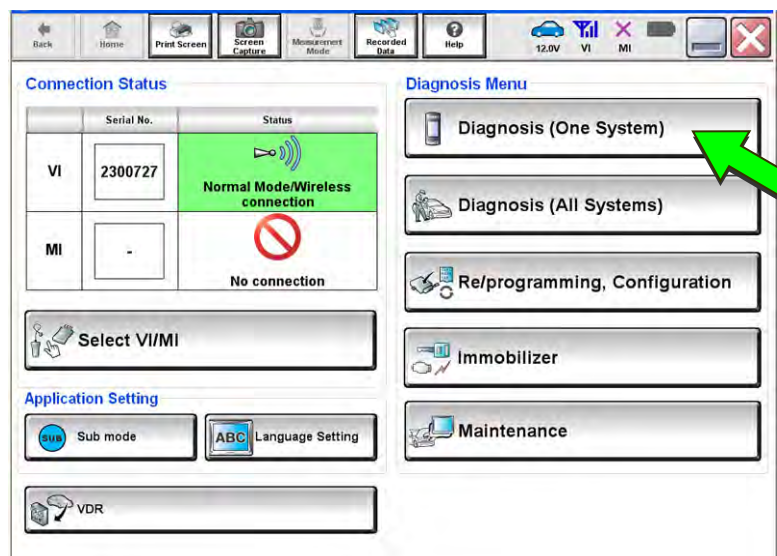 Back
Home
Print Screen
Screen
Capture
Measurement
Mode
Recorded
Data
Help
12.0V
VI
MI
Connection Status
Serial No.
Status
VI
2300727
Normal Mode/Wireless
connection
MI
-
No connection
Select VI/MI
Application Setting
SUB
Sub mode
ABC
Language Setting
VDR
Diagnosis Menu
Diagnosis (One System)
Diagnosis (All Systems)
Re/programming, Configuration
Immobilizer
Maintenance